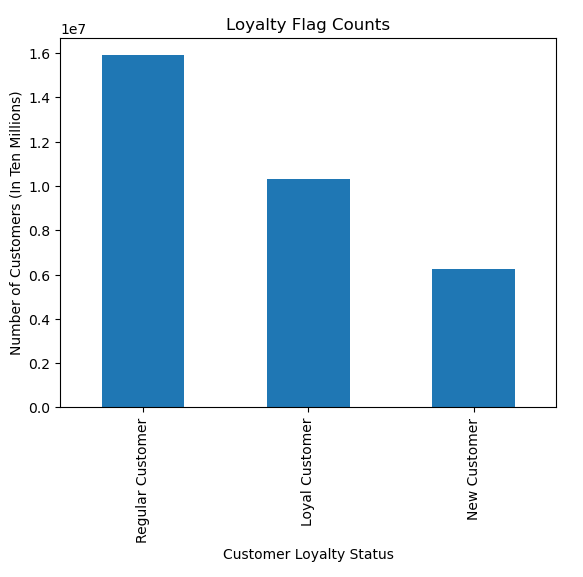 Loyalty Flag Counts
1e7
Number of Customers (In Ten Millions)
1.6
1.4
1.2
1.0
0.8
0.6
0.4
0.2
0.0
Regular Customer
Loyal Customer
New Customer
Customer Loyalty Status